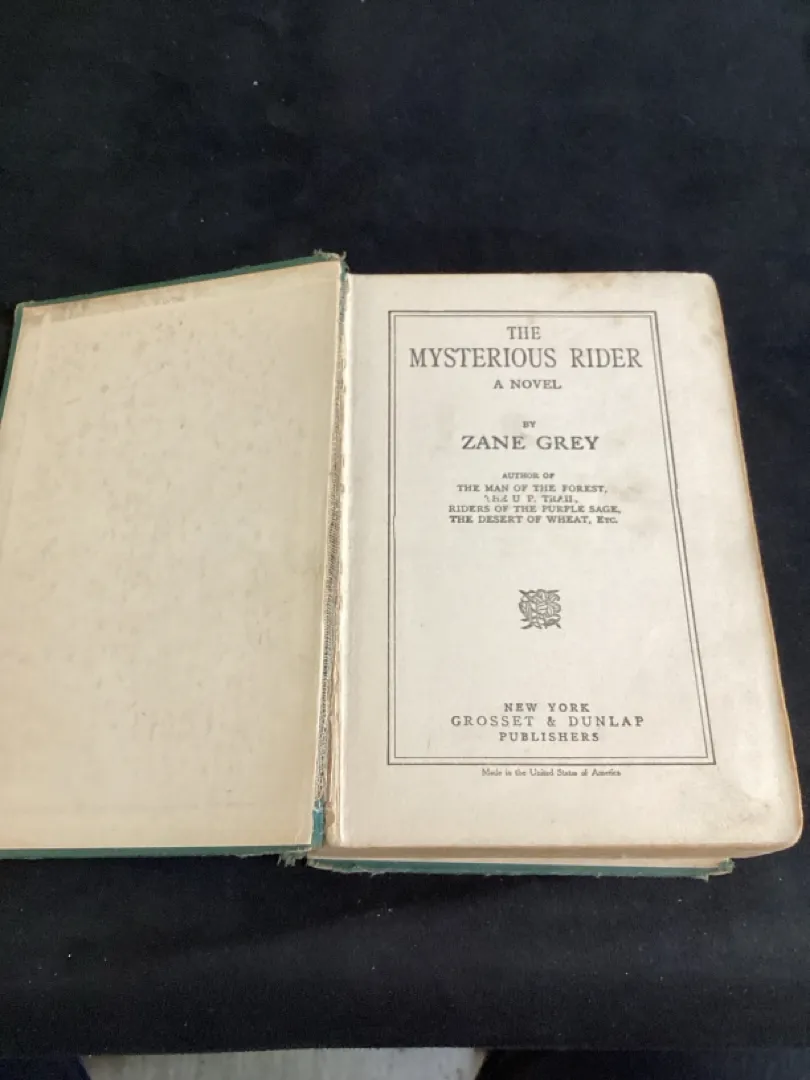 THE
MYSTERIOUS RIDER
A NOVEL
BY
ZANE GREY
AUTHOR OF
THE MAN OF THE FOREST,
THE U. P. TRAIL,
RIDERS OF THE PURPLE SAGE,
THE DESERT OF WHEAT, ETC.
NEW YORK
GROSSET & DUNLAP
PUBLISHERS
Made in the United States of America